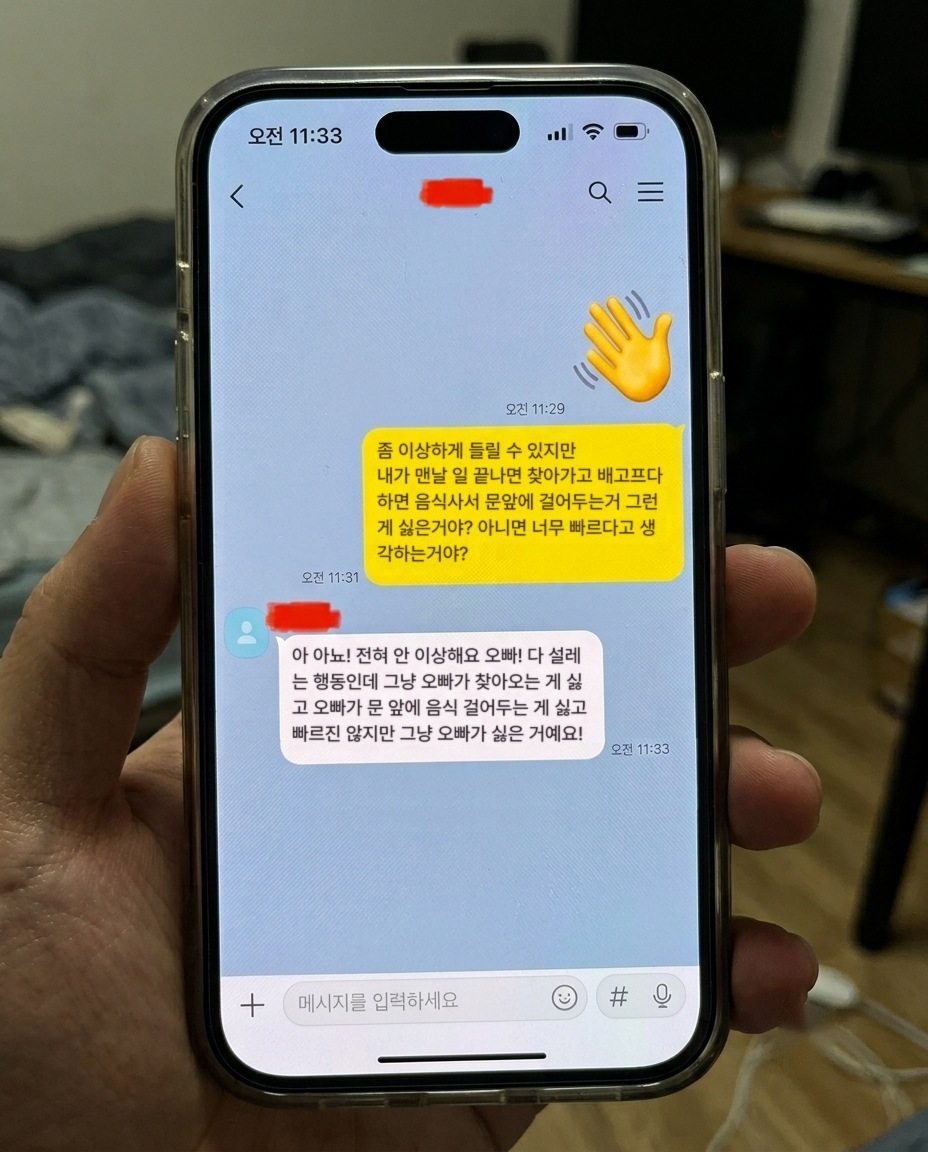 오전 11:33
오전 11:29
좀 이상하게 들릴 수 있지만
내가 맨날 일 끝나면 찾아가고 배고프다
하면 음식사서 문앞에 걸어두는거 그런
게 싫은거야? 아니면 너무 빠르다고 생
각하는거야?
오전 11:31
아 아뇨! 전혀 안 이상해요 오빠! 다 설레
는 행동인데 그냥 오빠가 찾아오는 게 싫
고 오빠가 문 앞에 음식 걸어두는 게 싫고
빠르진 않지만 그냥 오빠가 싫은 거예요!
오전 11:33
메시지를 입력하세요
#